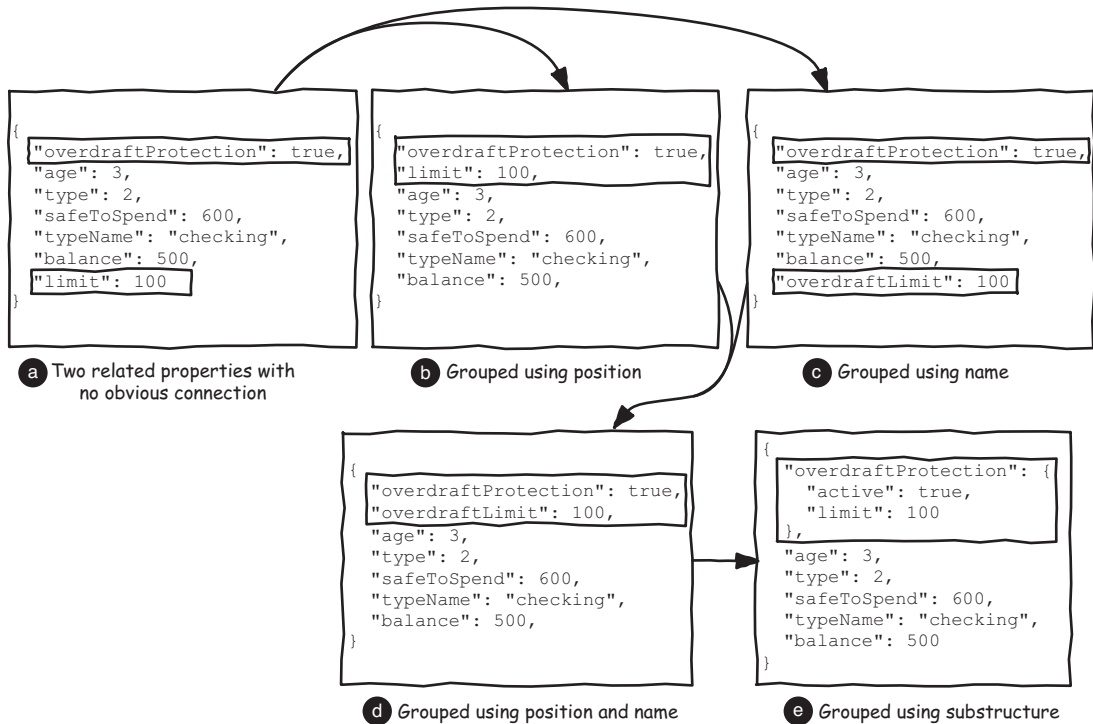 {
"overdraftProtection": true,
"age": 3,
"type": 2,
"safeToSpend": 600,
"typeName": "checking",
"balance": 500,
"limit": 100
}
a Two related properties with
no obvious connection
{
"overdraftProtection": true,
"limit": 100,
"age": 3,
"type": 2,
"safeToSpend": 600,
"typeName": "checking",
"balance": 500,
}
b Grouped using position
{
"overdraftProtection": true,
"age": 3,
"type": 2,
"safeToSpend": 600,
"typeName": "checking",
"balance": 500,
"overdraftLimit": 100
}
c Grouped using name
{
"overdraftProtection": true,
"overdraftLimit": 100,
"age": 3,
"type": 2,
"safeToSpend": 600,
"typeName": "checking",
"balance": 500,
}
d Grouped using position and name
{
"overdraftProtection": {
"active": true,
"limit": 100
},
"age": 3,
"type": 2,
"safeToSpend": 600,
"typeName": "checking",
"balance": 500
}
e Grouped using substructure